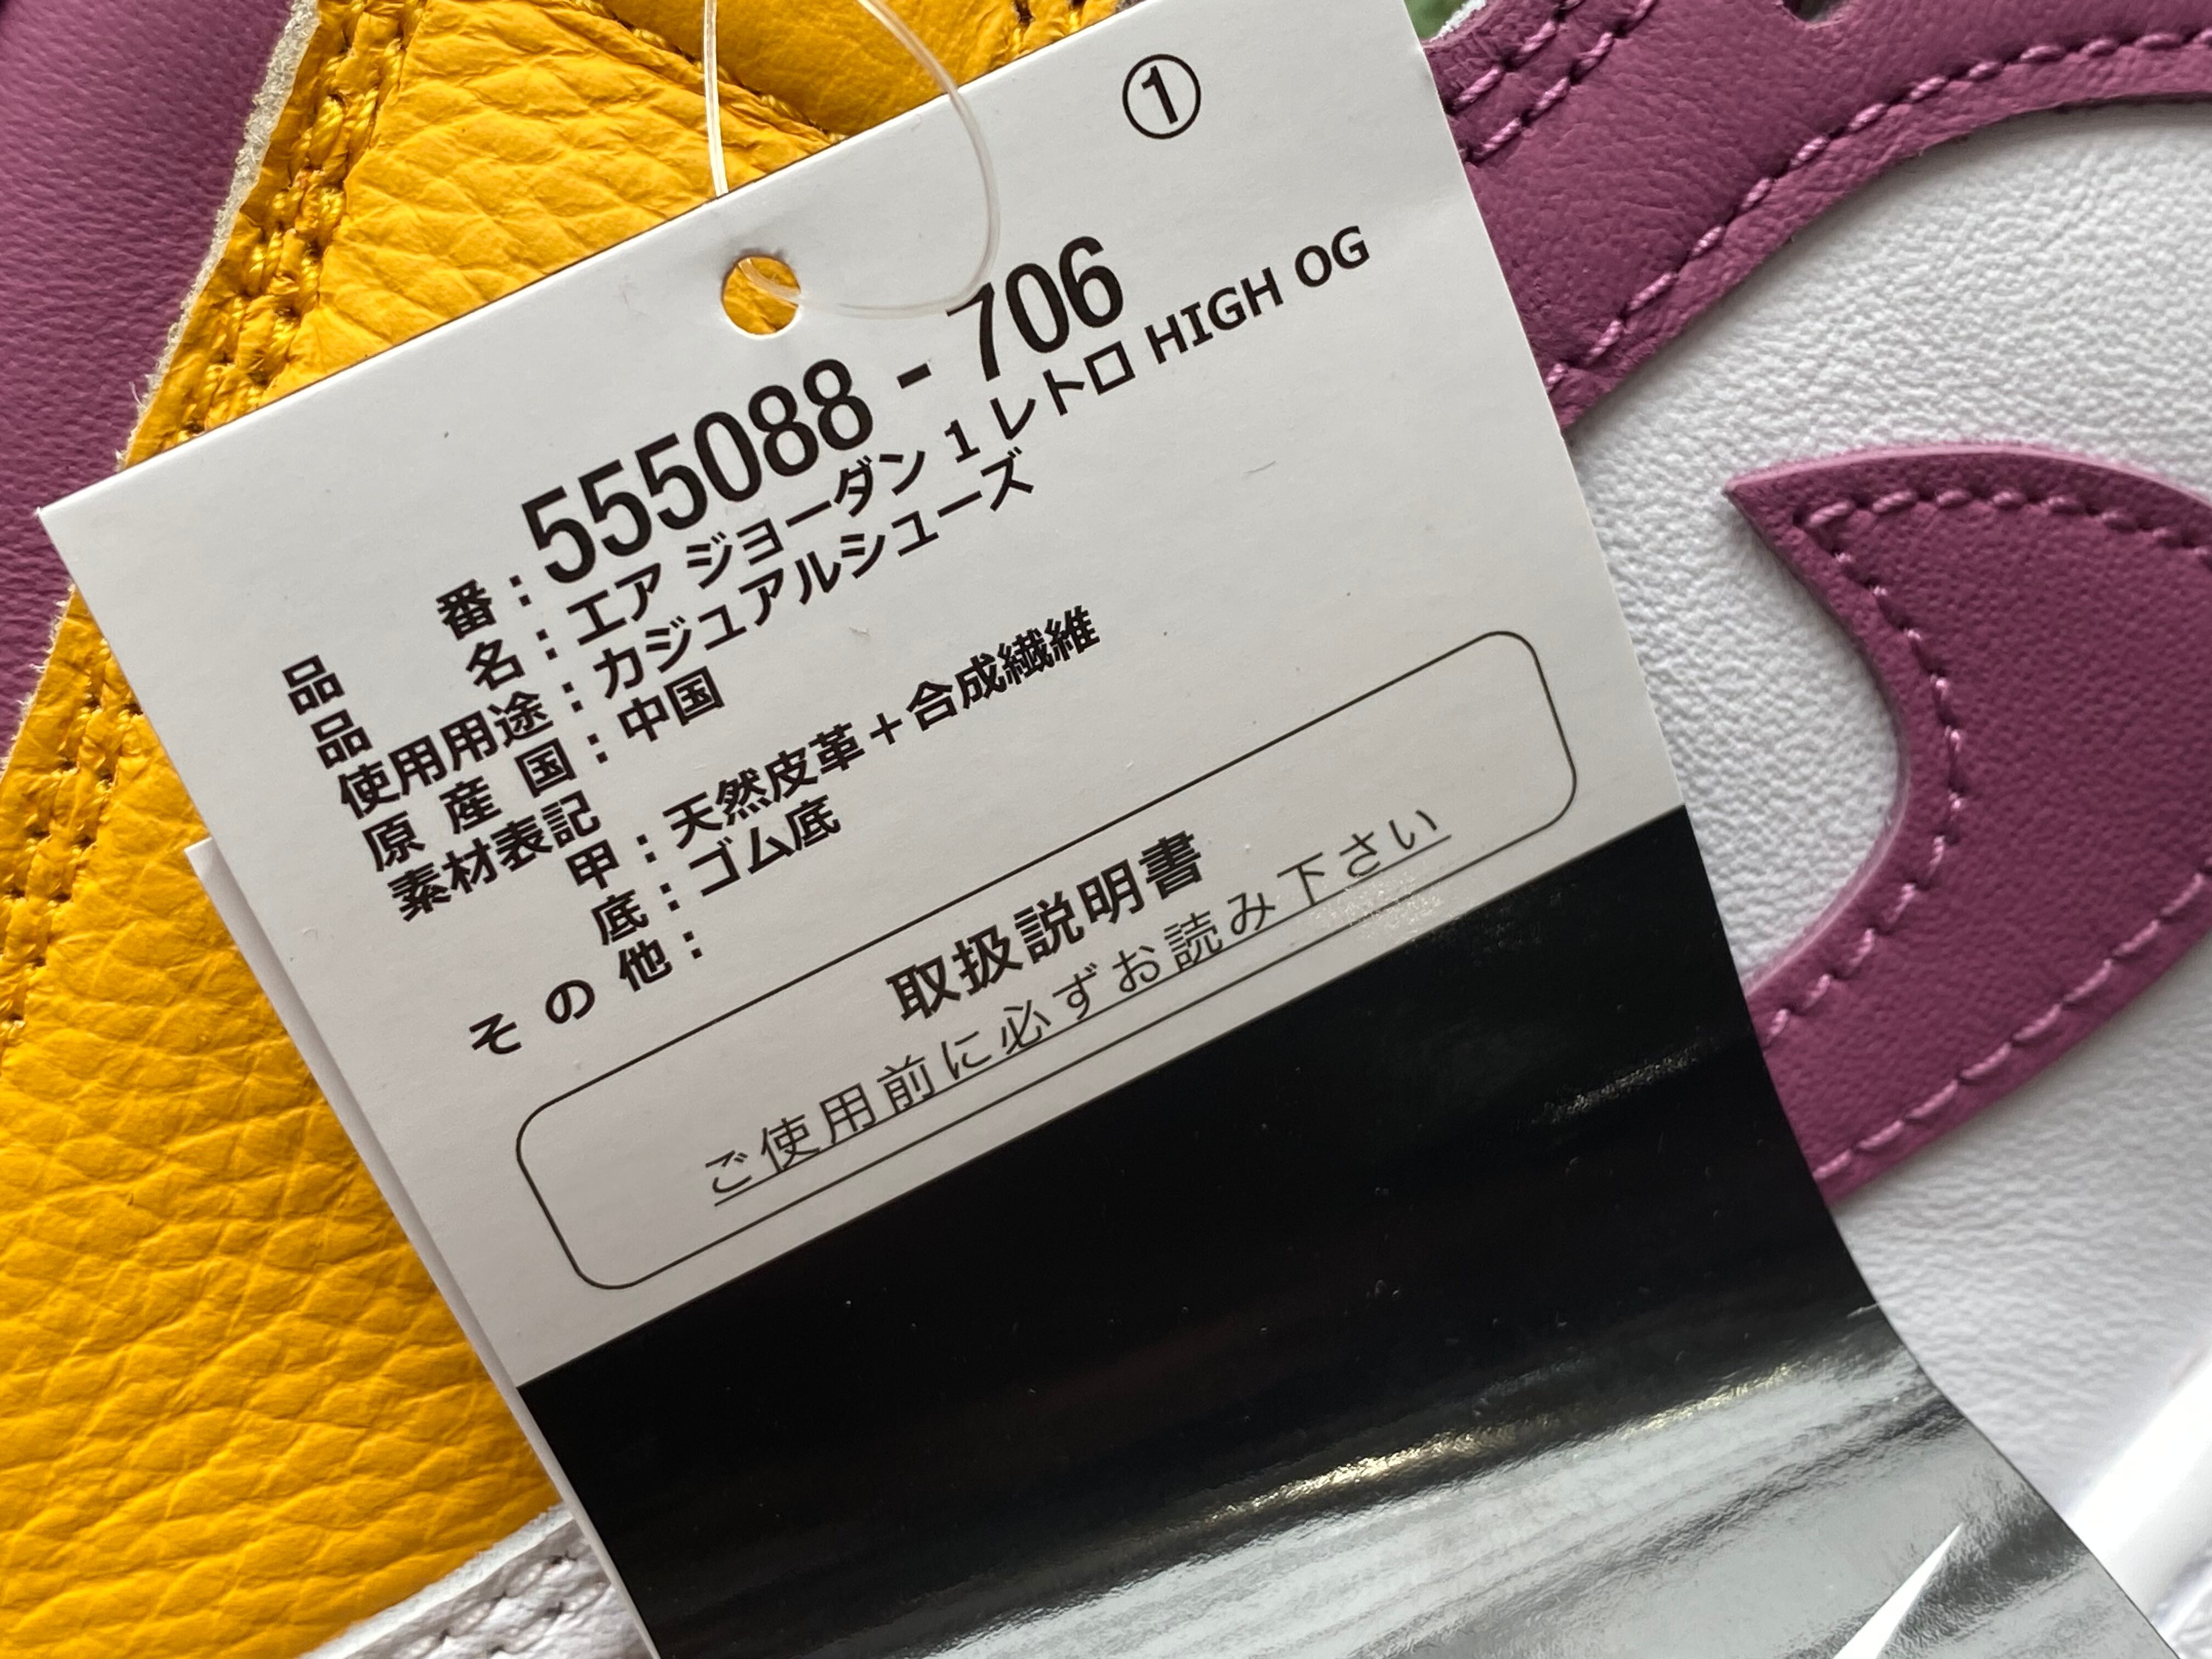 ①
品 番：555088 - 706
品 名：エア ジョーダン 1 レトロ HIGH OG
使用用途：カジュアルシューズ
原 産 国：中国
素材表記
甲：天然皮革＋合成繊維
底：ゴム底
そ の 他：
取扱説明書
ご使用前に必ずお読み下さい